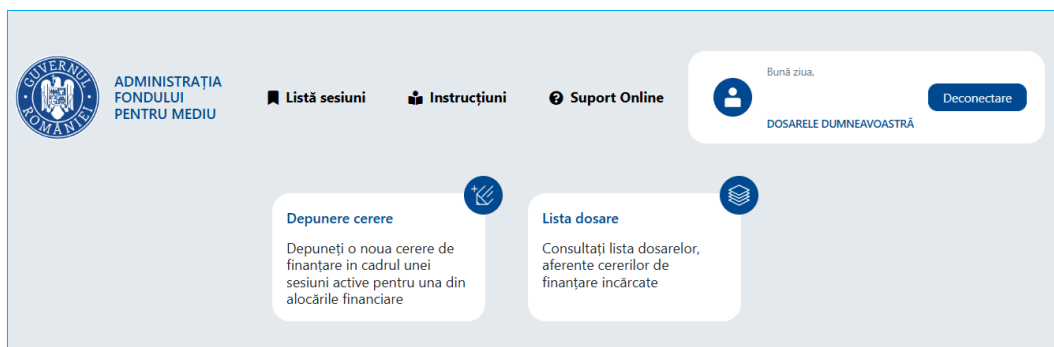 GUVERNUL ROMÂNIEI
ADMINISTRAȚIA
FONDULUI
PENTRU MEDIU
Listă sesiuni
Instrucțiuni
Suport Online
Bună ziua,
DOSARELE DUMNEAVOASTRĂ
Deconectare
Depunere cerere
Depuneți o noua cerere de
finanțare in cadrul unei
sesiuni active pentru una din
alocările financiare
Lista dosare
Consultați lista dosarelor,
aferente cererilor de
finanțare incărcate